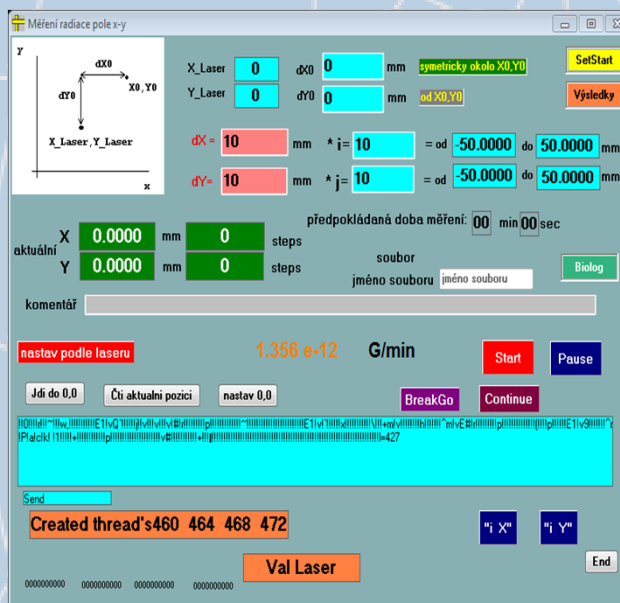 Měření radiace pole x-y
Y
dX0
dY0
X0,Y0
X_Laser,Y_Laser
x
X_Laser 0 dX0 0 mm symetricky okolo X0,Y0 SetStart
Y_Laser 0 dY0 0 mm od X0,Y0 Výsledky
dX = 10 mm * i= 10 = od -50.0000 do 50.0000 mm
dY= 10 mm * j= 10 = od -50.0000 do 50.0000 mm
předpokládaná doba měření: 00 min 00 sec
aktuální
X 0.0000 mm 0 steps
Y 0.0000 mm 0 steps
soubor
jméno souboru jméno souboru
Biolog
komentář
nastav podle laseru 1.356 e-12 G/min Start Pause
Jdi do 0,0 Čti aktualni pozici nastav 0,0 BreakGo Continue
=427
Send
Created thread's460 464 468 472 "i X" "i Y"
Val Laser End
0000000000 0000000000 0000000000 0000000000